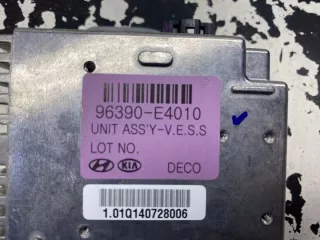 96390-E4010
UNIT ASS'Y-V.E.S.S
LOT NO.
KIA
DECO
1.01Q140728006